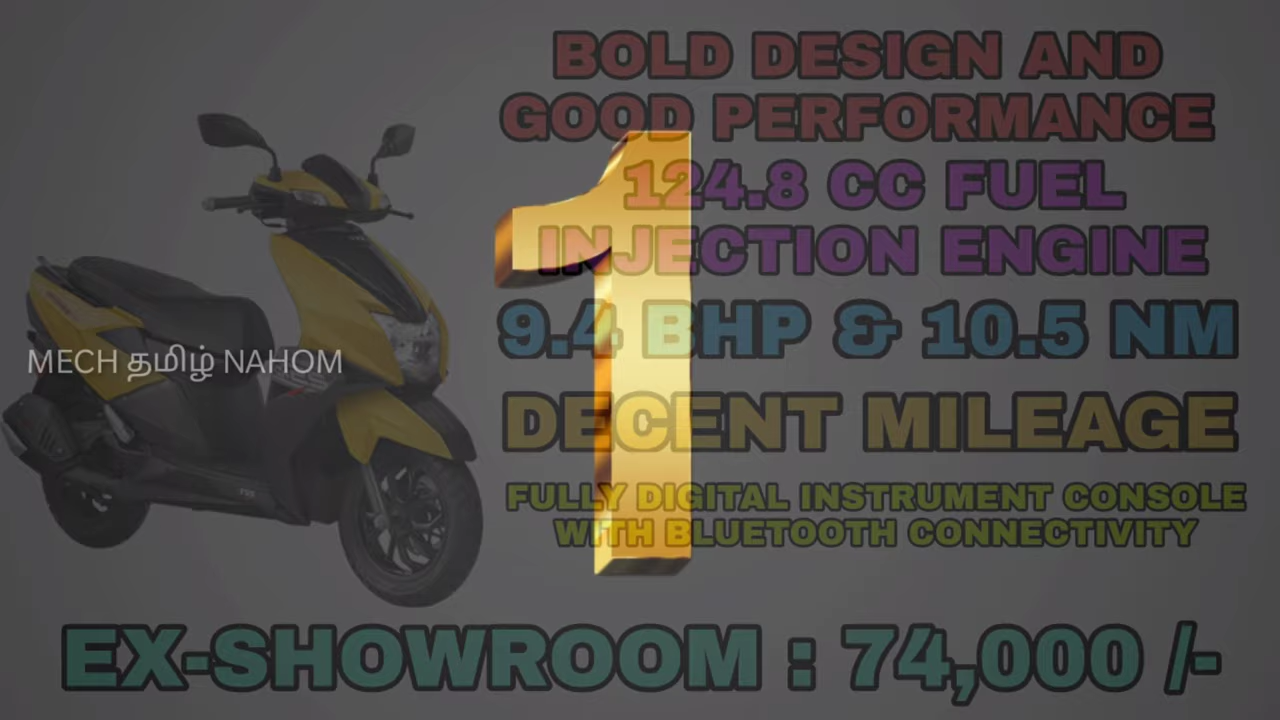 BOLD DESIGN AND
GOOD PERFORMANCE
124.8 CC FUEL
INJECTION ENGINE
9.4 BHP & 10.5 NM
DECENT MILEAGE
FULLY DIGITAL INSTRUMENT CONSOLE
WITH BLUETOOTH CONNECTIVITY
1
MECH தமிழ் NAHOM
EX-SHOWROOM : 74,000 /-